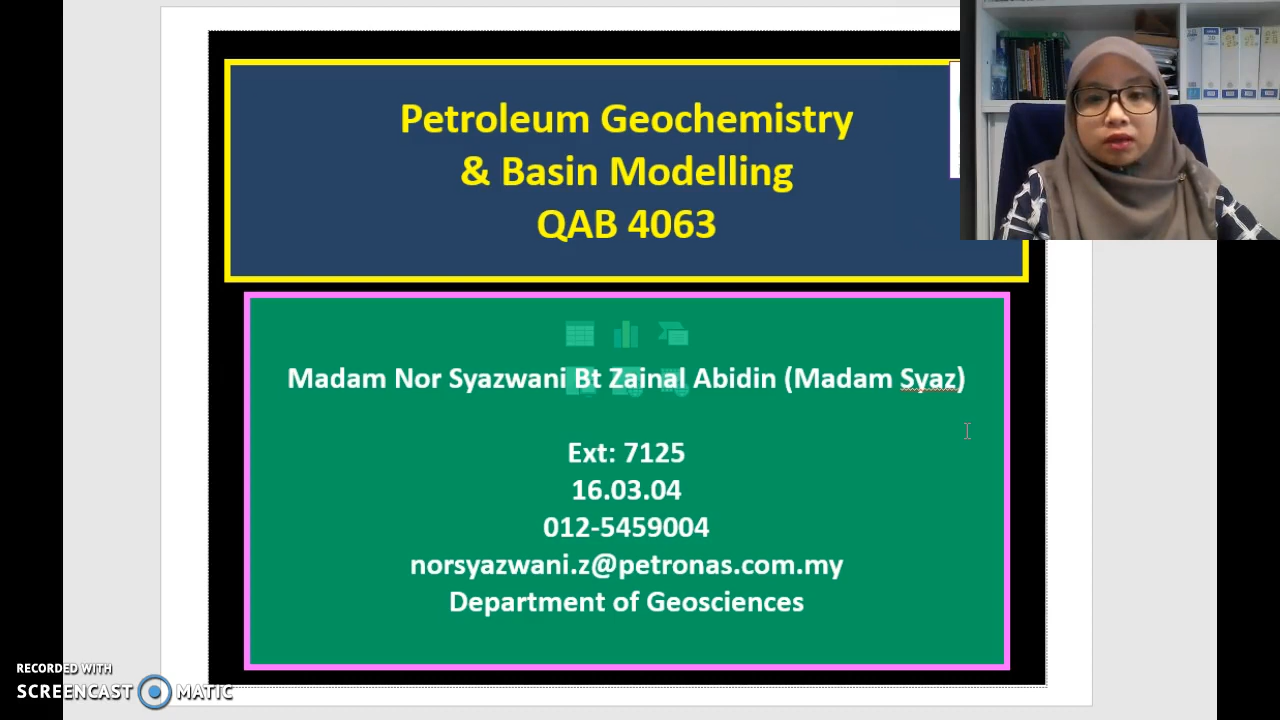 Petroleum Geochemistry
& Basin Modelling
QAB 4063
Madam Nor Syazwani Bt Zainal Abidin (Madam Syaz)
Ext: 7125
16.03.04
012-5459004
norsyazwani.z@petronas.com.my
Department of Geosciences
RECORDED WITH
SCREENCAST MATIC